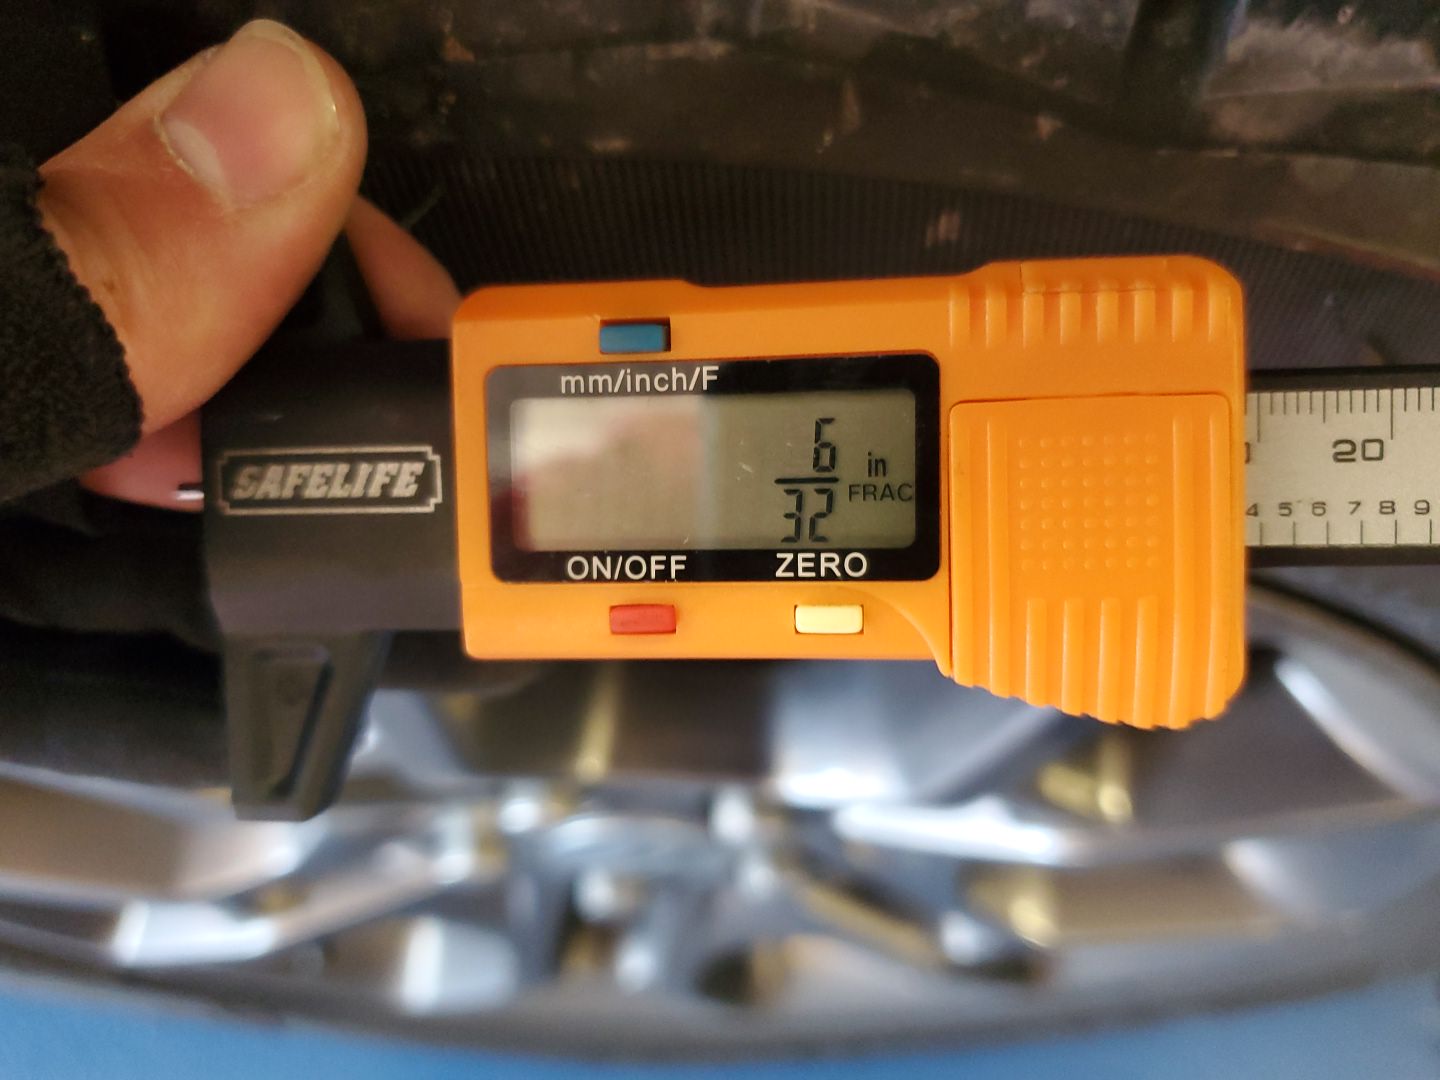 mm/inch/F
SAFELIFE
6
32
in
FRAC
ON/OFF
ZERO
20
4 5 6 7 8 9